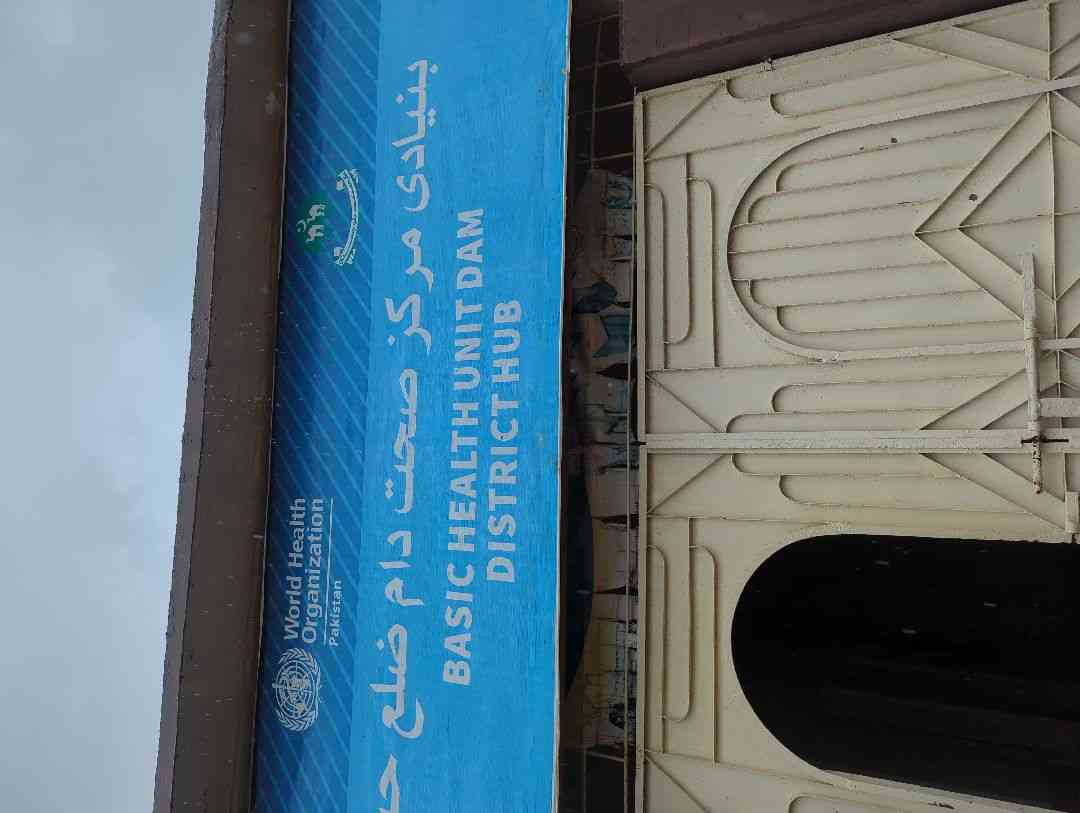 World Health
Organization
Pakistan
بنیادی مرکز صحت دام ضلع
BASIC HEALTH UNIT DAM
DISTRICT HUB